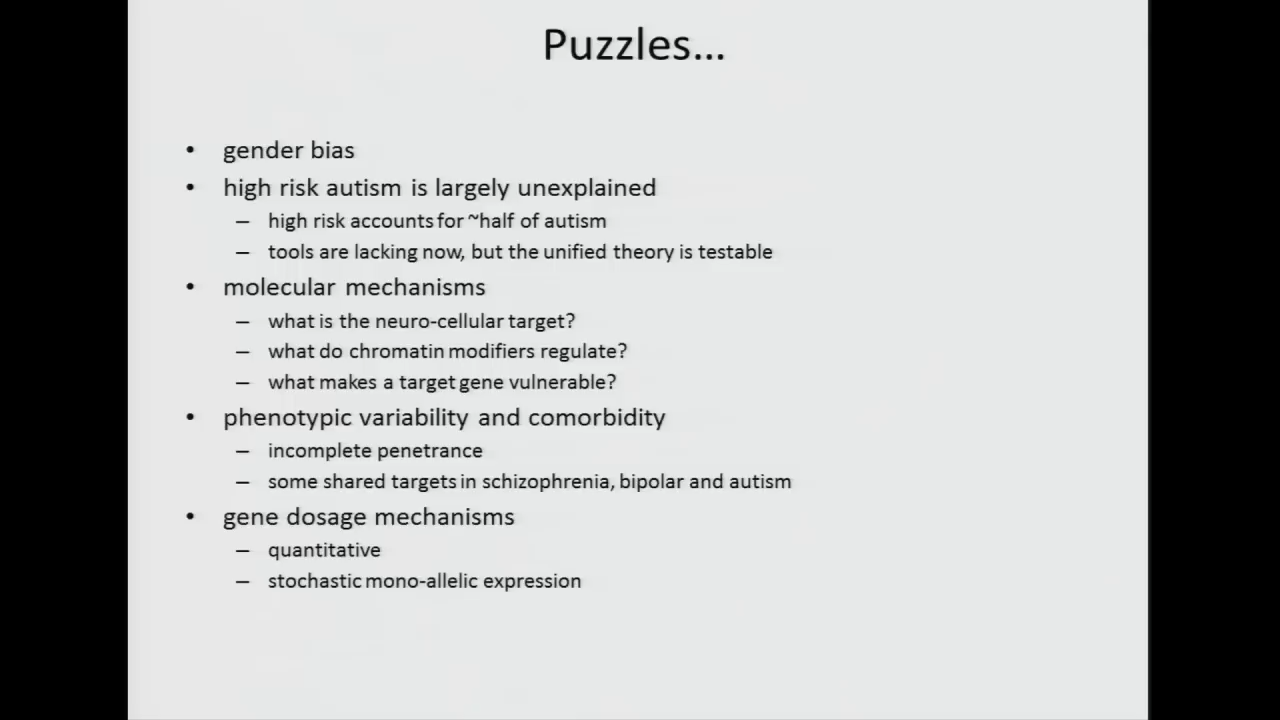 Puzzles...
• gender bias
• high risk autism is largely unexplained
– high risk accounts for ~half of autism
– tools are lacking now, but the unified theory is testable
• molecular mechanisms
– what is the neuro-cellular target?
– what do chromatin modifiers regulate?
– what makes a target gene vulnerable?
• phenotypic variability and comorbidity
– incomplete penetrance
– some shared targets in schizophrenia, bipolar and autism
• gene dosage mechanisms
– quantitative
– stochastic mono-allelic expression